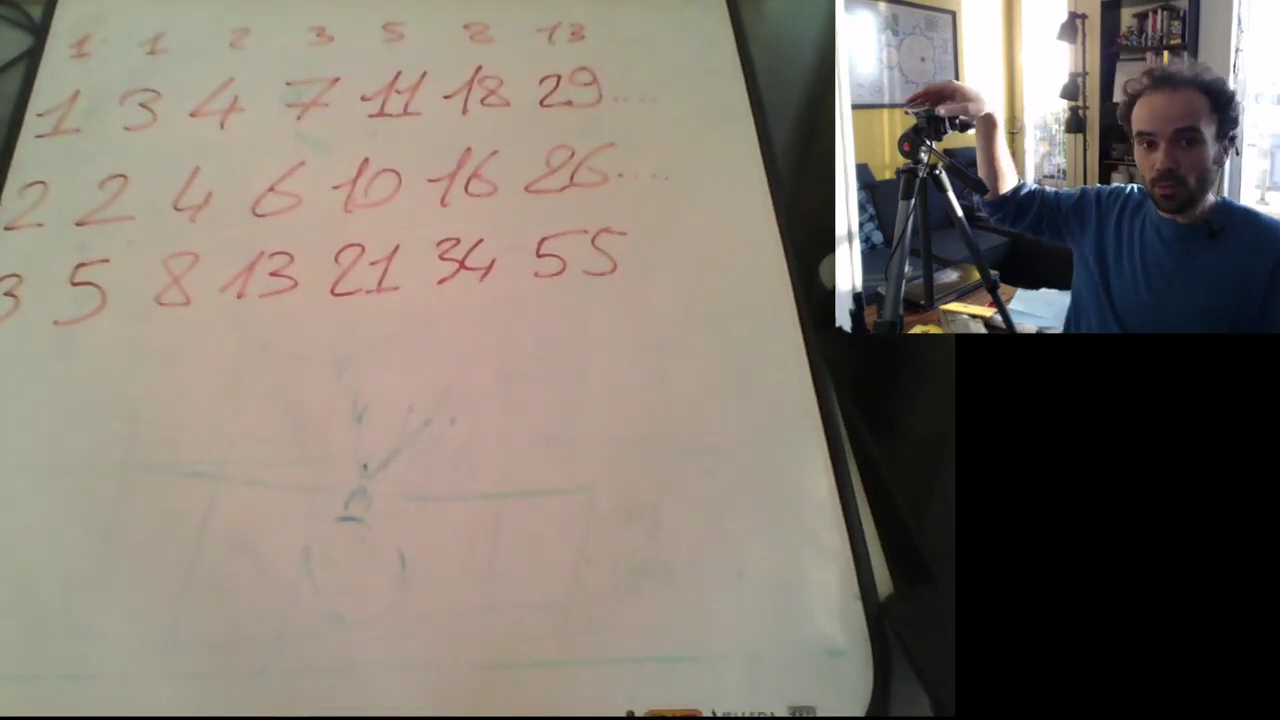 1 1 2 3 5 8 13
1 3 4 7 11 18 29....
2 2 4 6 10 16 26....
3 5 8 13 21 34 55